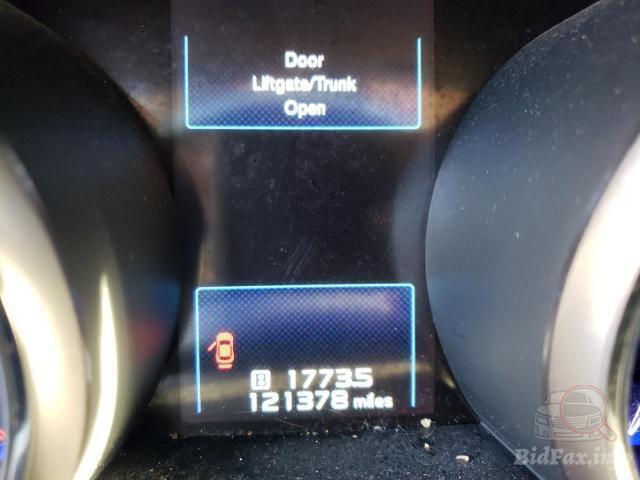 Door
Liftgate/Trunk
Open
B 1773.5
121378 miles
BidFax.info